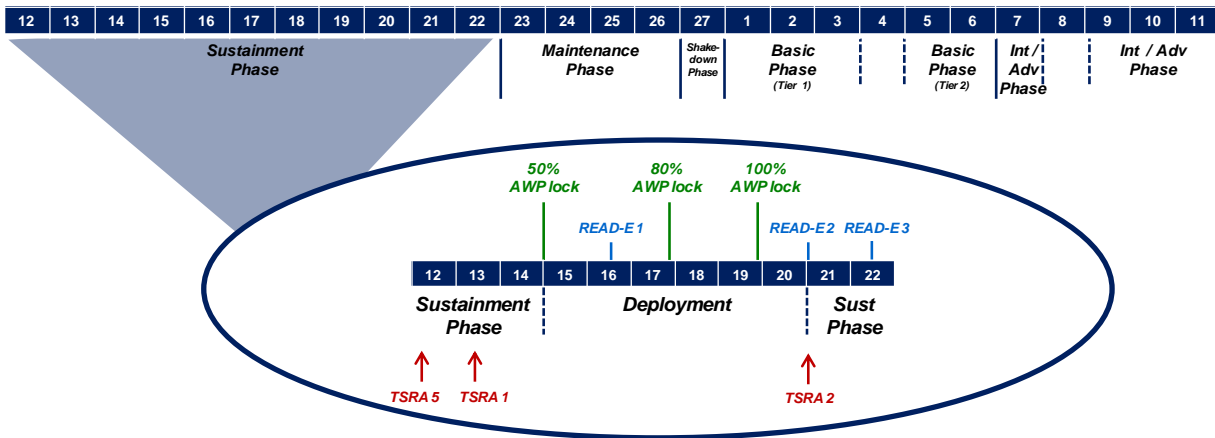 12 13 14 15 16 17 18 19 20 21 22 23 24 25 26 27 1 2 3 4 5 6 7 8 9 10 11
Sustainment
Phase
Maintenance
Phase
Shake-
down
Phase
Basic
Phase
(Tier 1)
Basic
Phase
(Tier 2)
Int /
Adv
Phase
Int / Adv
Phase
50%
AWP lock
80%
AWP lock
100%
AWP lock
READ-E 1
READ-E2
READ-E 3
12 13 14 15 16 17 18 19 20 21 22
Sustainment
Phase
Deployment
Sust
Phase
TSRA 5
TSRA 1
TSRA 2